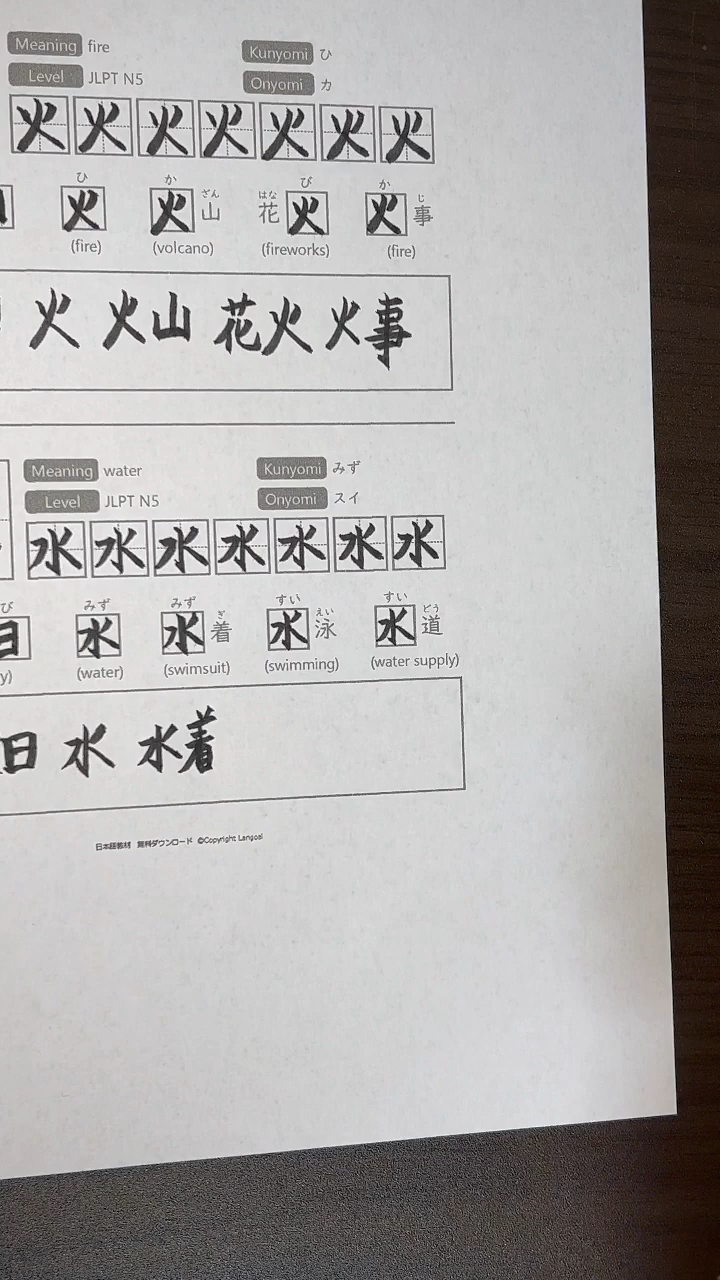 Meaning fire Kunyomi ひ
Level JLPT N5 Onyomi カ
火 火 火 火 火 火 火
ひ か ざん はな び か じ
火 火山 花火 火事
(fire) (volcano) (fireworks) (fire)
火 火山 花火 火事
Meaning water Kunyomi みず
Level JLPT N5 Onyomi スイ
水 水 水 水 水 水 水
び みず みず ぎ すい えい すい どう
日 水 水着 水泳 水道
y) (water) (swimsuit) (swimming) (water supply)
日 水 水着
日本語教材 無料ダウンロード ©Copyright Langoal